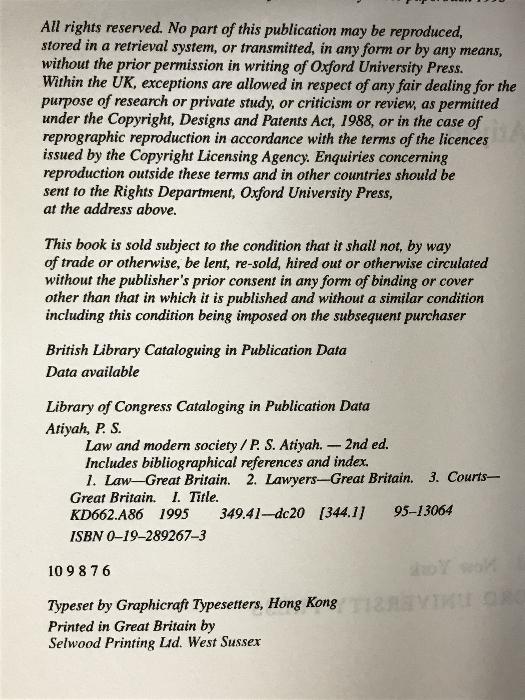 All rights reserved. No part of this publication may be reproduced,
stored in a retrieval system, or transmitted, in any form or by any means,
without the prior permission in writing of Oxford University Press.
Within the UK, exceptions are allowed in respect of any fair dealing for the
purpose of research or private study, or criticism or review, as permitted
under the Copyright, Designs and Patents Act, 1988, or in the case of
reprographic reproduction in accordance with the terms of the licences
issued by the Copyright Licensing Agency. Enquiries concerning
reproduction outside these terms and in other countries should be
sent to the Rights Department, Oxford University Press,
at the address above.
This book is sold subject to the condition that it shall not, by way
of trade or otherwise, be lent, re-sold, hired out or otherwise circulated
without the publisher's prior consent in any form of binding or cover
other than that in which it is published and without a similar condition
including this condition being imposed on the subsequent purchaser
British Library Cataloguing in Publication Data
Data available
Library of Congress Cataloging in Publication Data
Atiyah, P. S.
Law and modern society / P. S. Atiyah. — 2nd ed.
Includes bibliographical references and index.
1. Law—Great Britain. 2. Lawyers—Great Britain. 3. Courts—
Great Britain. I. Title.
KD662.A86 1995 349.41—dc20 [344.1] 95–13064
ISBN 0–19–289267–3
10 9 8 7 6
Typeset by Graphicraft Typesetters, Hong Kong
Printed in Great Britain by
Selwood Printing Ltd. West Sussex